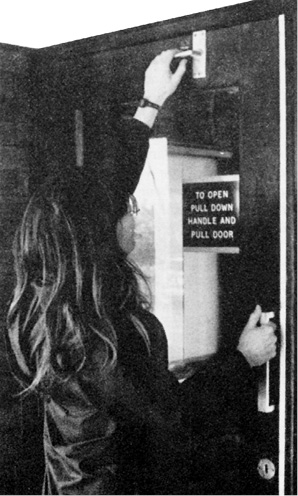 TO OPEN
PULL DOWN
HANDLE AND
PULL DOOR